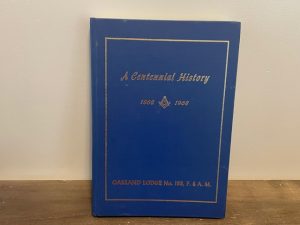 A Centennial History
1868 1968
OAKLAND LODGE No. 188, F. & A. M.